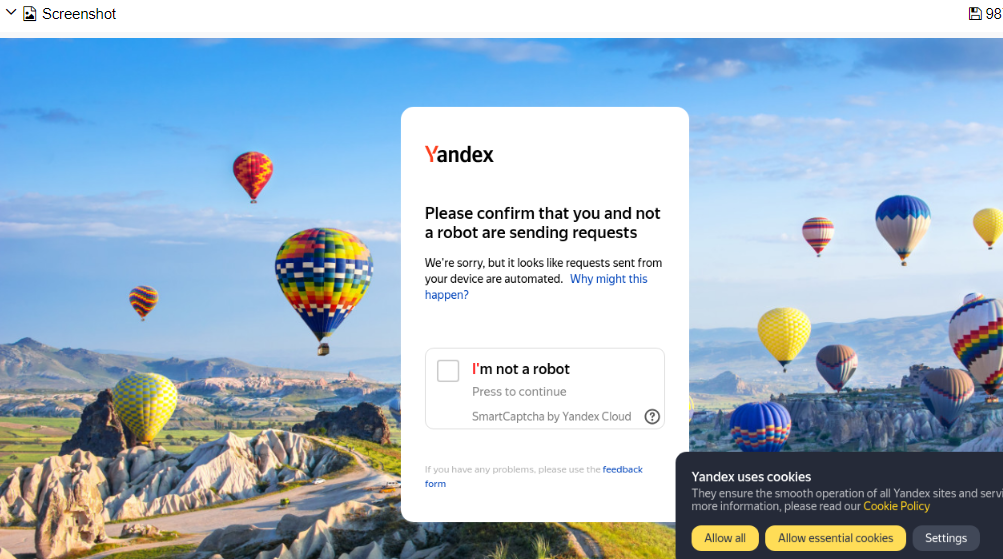 Screenshot
98
Yandex
Please confirm that you and not
a robot are sending requests
We're sorry, but it looks like requests sent from
your device are automated. Why might this
happen?
I'm not a robot
Press to continue
SmartCaptcha by Yandex Cloud
If you have any problems, please use the feedback
form
Yandex uses cookies
They ensure the smooth operation of all Yandex sites and
more information, please read our Cookie Policy
Allow all
Allow essential cookies
Settings